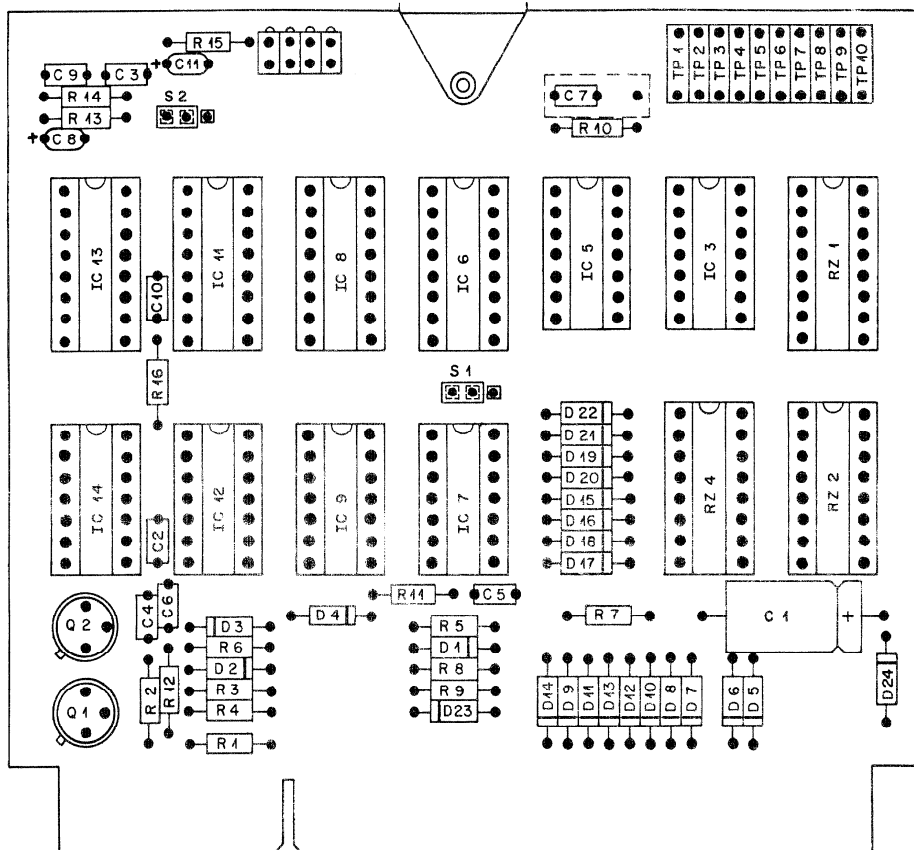 R 15
C 9
C 3
+ C 11
R 14
S 2
R 13
+ C 8
C 7
R 10
TP 1
TP 2
TP 3
TP 4
TP 5
TP 6
TP 7
TP 8
TP 9
TP 10
IC 13
C10
IC 11
IC 8
IC 6
IC 5
IC 3
RZ 1
R 16
S 1
D 22
D 21
D 19
D 20
D 15
D 16
D 18
D 17
IC 14
C 2
IC 12
IC 9
IC 7
RZ 4
RZ 2
Q 2
C 4
C 6
D 3
R 6
D 2
R 3
R 4
R 1
D 4
R 11
C 5
R 5
D 1
R 8
R 9
D23
R 7
C 1 +
Q 1
R 2
R 12
D14
D 9
D 11
D 13
D 12
D 10
D 8
D 7
D 6
D 5
D24